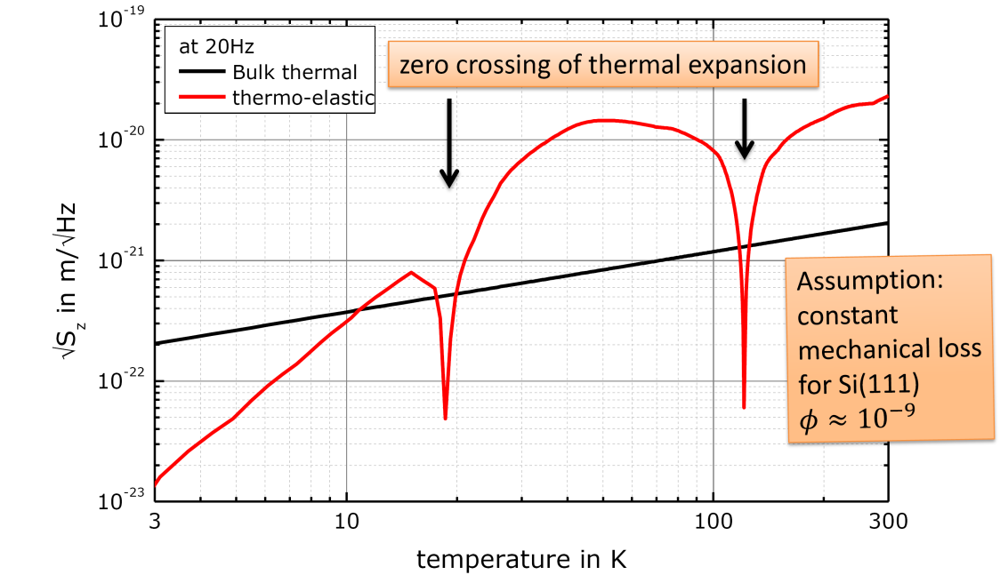 10⁻¹⁹
at 20Hz
Bulk thermal
thermo-elastic
zero crossing of thermal expansion
10⁻²⁰
10⁻²¹
10⁻²²
10⁻²³
√S_z in m/√Hz
Assumption:
constant
mechanical loss
for Si(111)
ϕ ≈ 10⁻⁹
3
10
100
300
temperature in K